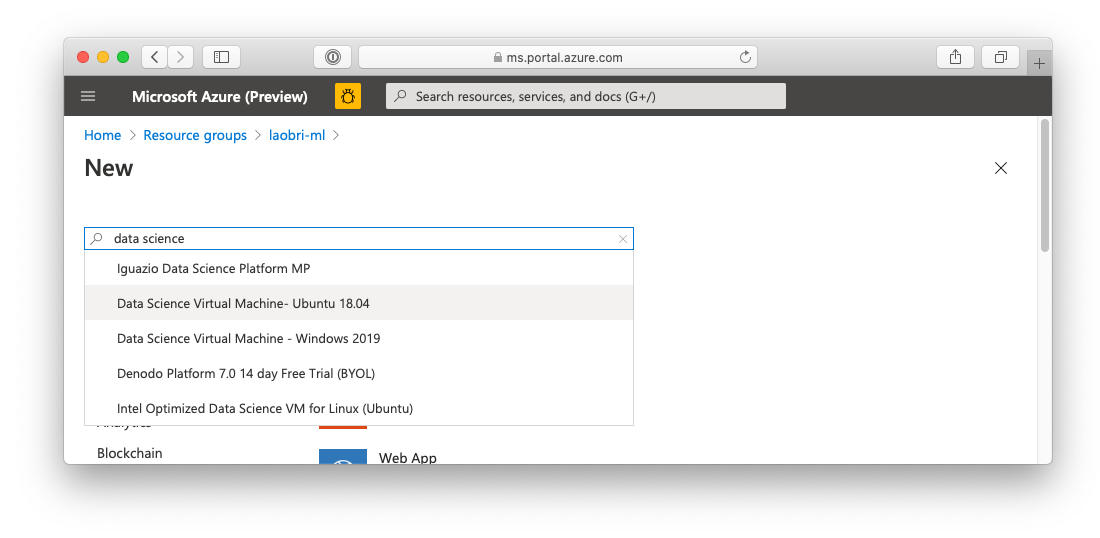 ms.portal.azure.com
Microsoft Azure (Preview)
Search resources, services, and docs (G+/)
Home > Resource groups > laobri-ml >
New
data science
Iguazio Data Science Platform MP
Data Science Virtual Machine- Ubuntu 18.04
Data Science Virtual Machine - Windows 2019
Denodo Platform 7.0 14 day Free Trial (BYOL)
Intel Optimized Data Science VM for Linux (Ubuntu)
Analytics
Blockchain
Web App